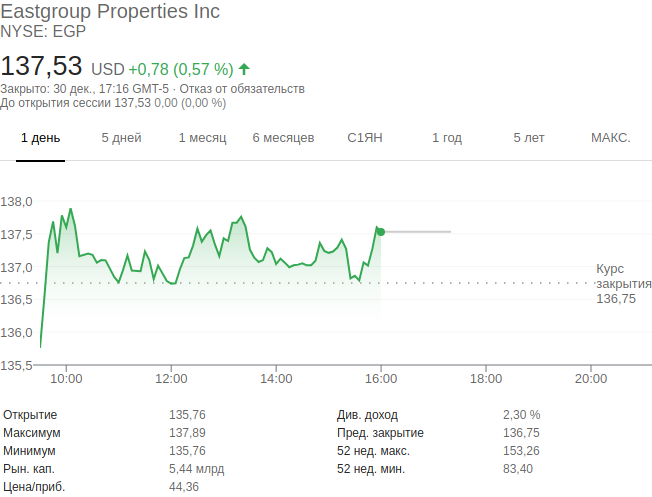 Eastgroup Properties Inc
NYSE: EGP
137,53 USD +0,78 (0,57 %)
Закрыто: 30 дек., 17:16 GMT-5 · Отказ от обязательств
До открытия сессии 137,53 0,00 (0,00 %)
1 день 5 дней 1 месяц 6 месяцев С1ЯН 1 год 5 лет МАКС.
138,0
137,5
137,0
136,5
136,0
135,5
Курс
закрытия
136,75
10:00 12:00 14:00 16:00 18:00 20:00
Открытие 135,76 Див. доход 2,30 %
Максимум 137,89 Пред. закрытие 136,75
Минимум 135,76 52 нед. макс. 153,26
Рын. кап. 5,44 млрд 52 нед. мин. 83,40
Цена/приб. 44,36